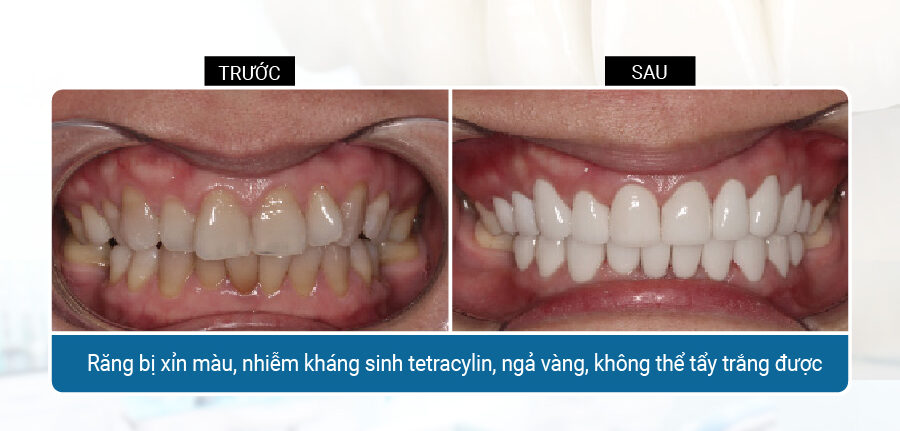 TRƯỚC
SAU
Răng bị xỉn màu, nhiễm kháng sinh tetracylin, ngả vàng, không thể tẩy trắng được